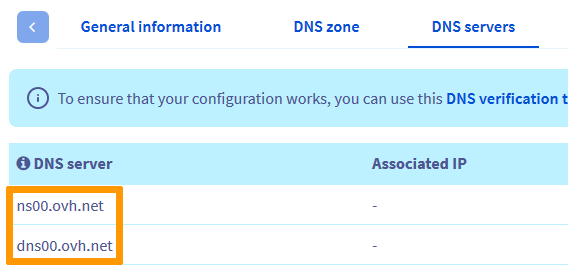 General information DNS zone DNS servers
To ensure that your configuration works, you can use this DNS verification t
DNS server Associated IP
ns00.ovh.net -
dns00.ovh.net -